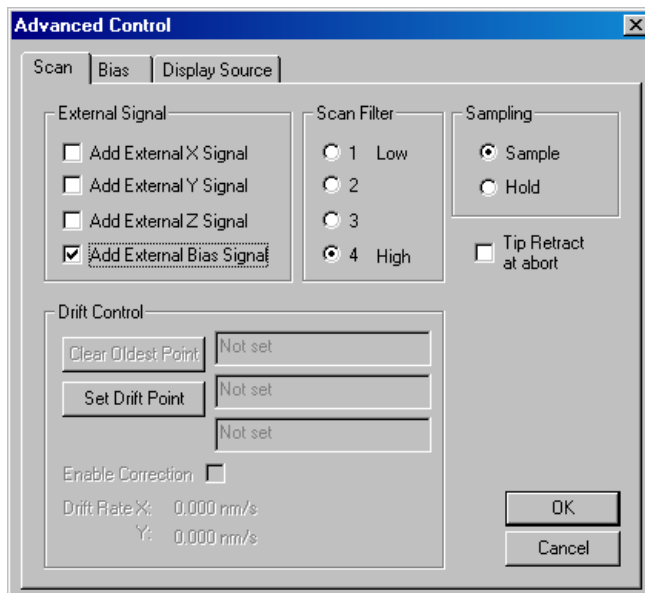 Advanced Control
Scan Bias Display Source
External Signal
Add External X Signal
Add External Y Signal
Add External Z Signal
Add External Bias Signal
Scan Filter
1 Low
2
3
4 High
Sampling
Sample
Hold
Tip Retract
at abort
Drift Control
Clear Oldest Point Not set
Set Drift Point Not set
Not set
Enable Correction
Drift Rate X: 0.000 nm/s
Y: 0.000 nm/s
OK
Cancel